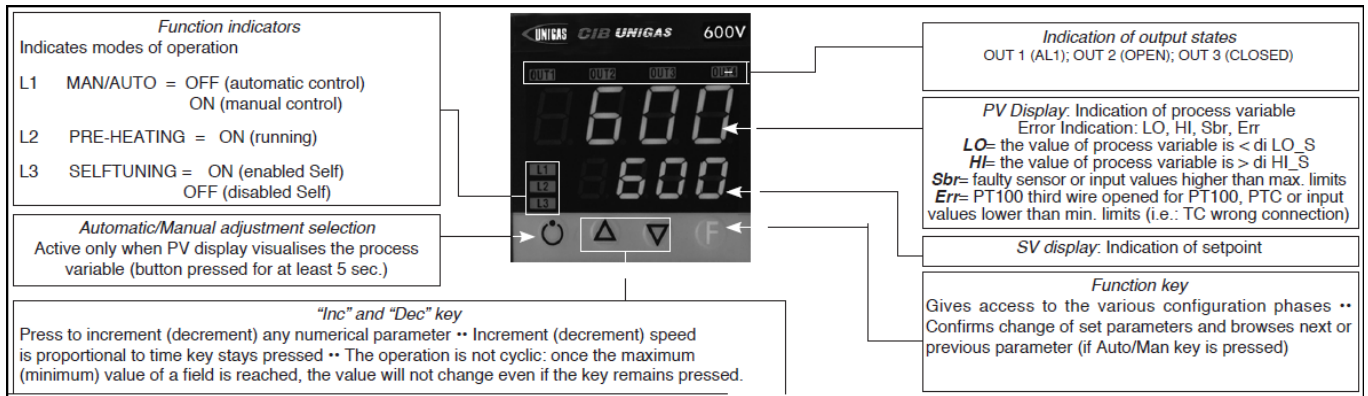 Function indicators
Indicates modes of operation
L1 MAN/AUTO = OFF (automatic control)
ON (manual control)
L2 PRE-HEATING = ON (running)
L3 SELFTUNING = ON (enabled Self)
OFF (disabled Self)
Automatic/Manual adjustment selection
Active only when PV display visualises the process
variable (button pressed for at least 5 sec.)
"Inc" and "Dec" key
Press to increment (decrement) any numerical parameter •• Increment (decrement) speed
is proportional to time key stays pressed •• The operation is not cyclic: once the maximum
(minimum) value of a field is reached, the value will not change even if the key remains pressed.
UNIGAS CIB UNIGAS 600V
OUT1 OUT2 OUT3 OUT4
600
600
L1
L2
L3
F
Indication of output states
OUT 1 (AL1); OUT 2 (OPEN); OUT 3 (CLOSED)
PV Display: Indication of process variable
Error Indication: LO, HI, Sbr, Err
LO= the value of process variable is < di LO_S
HI= the value of process variable is > di HI_S
Sbr= faulty sensor or input values higher than max. limits
Err= PT100 third wire opened for PT100, PTC or input
values lower than min. limits (i.e.: TC wrong connection)
SV display: Indication of setpoint
Function key
Gives access to the various configuration phases ••
Confirms change of set parameters and browses next or
previous parameter (if Auto/Man key is pressed)